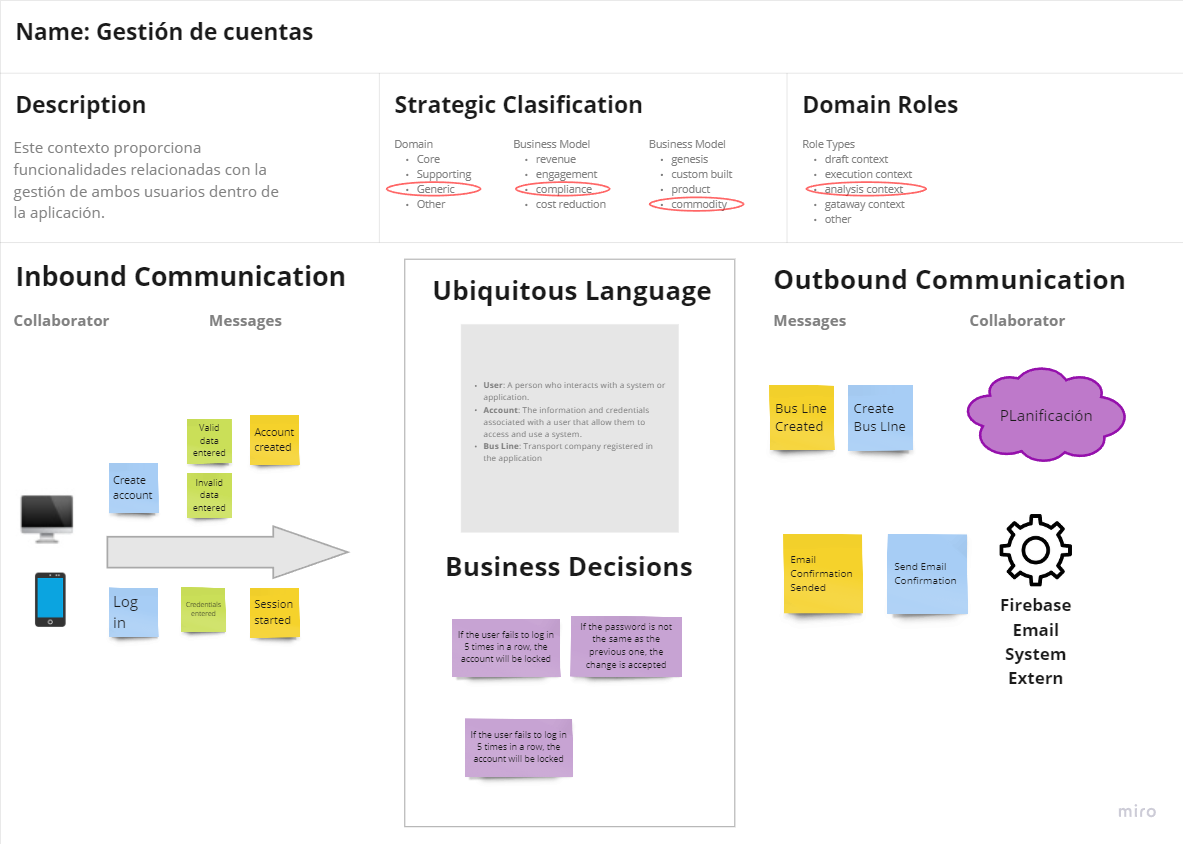 Name: Gestión de cuentas
Description
Este contexto proporciona
funcionalidades relacionadas con la
gestión de ambos usuarios dentro de
la aplicación.
Strategic Clasification
Domain
• Core
• Supporting
• Generic
• Other
Business Model
• revenue
• engagement
• compliance
• cost reduction
Business Model
• genesis
• custom built
• product
• commodity
Domain Roles
Role Types
• draft context
• execution context
• analysis context
• gataway context
• other
Inbound Communication
Collaborator
Messages
Create
account
Valid
data
entered
Invalid
data
entered
Account
created
Log
in
Credentials
entered
Session
started
Ubiquitous Language
• User: A person who interacts with a system or
application.
• Account: The information and credentials
associated with a user that allow them to
access and use a system.
• Bus Line: Transport company registered in
the application
Business Decisions
If the user fails to log in
5 times in a row, the
account will be locked
If the password is not
the same as the
previous one, the
change is accepted
If the user fails to log in
5 times in a row, the
account will be locked
Outbound Communication
Messages
Collaborator
Bus Line
Created
Create
Bus LIne
PLanificación
Email
Confirmation
Sended
Send Email
Confirmation
Firebase
Email
System
Extern
miro